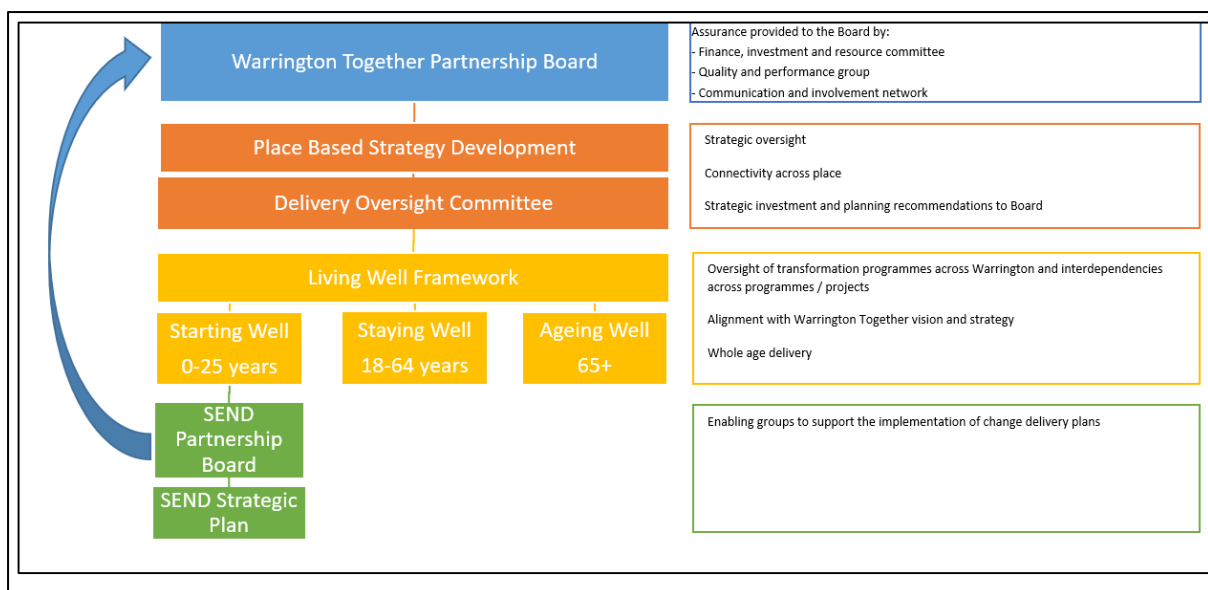 Warrington Together Partnership Board
Assurance provided to the Board by:
- Finance, investment and resource committee
- Quality and performance group
- Communication and involvement network
Place Based Strategy Development
Delivery Oversight Committee
Strategic oversight
Connectivity across place
Strategic investment and planning recommendations to Board
Living Well Framework
Starting Well
0-25 years
Staying Well
18-64 years
Ageing Well
65+
Oversight of transformation programmes across Warrington and interdependencies
across programmes / projects
Alignment with Warrington Together vision and strategy
Whole age delivery
SEND
Partnership
Board
SEND Strategic
Plan
Enabling groups to support the implementation of change delivery plans